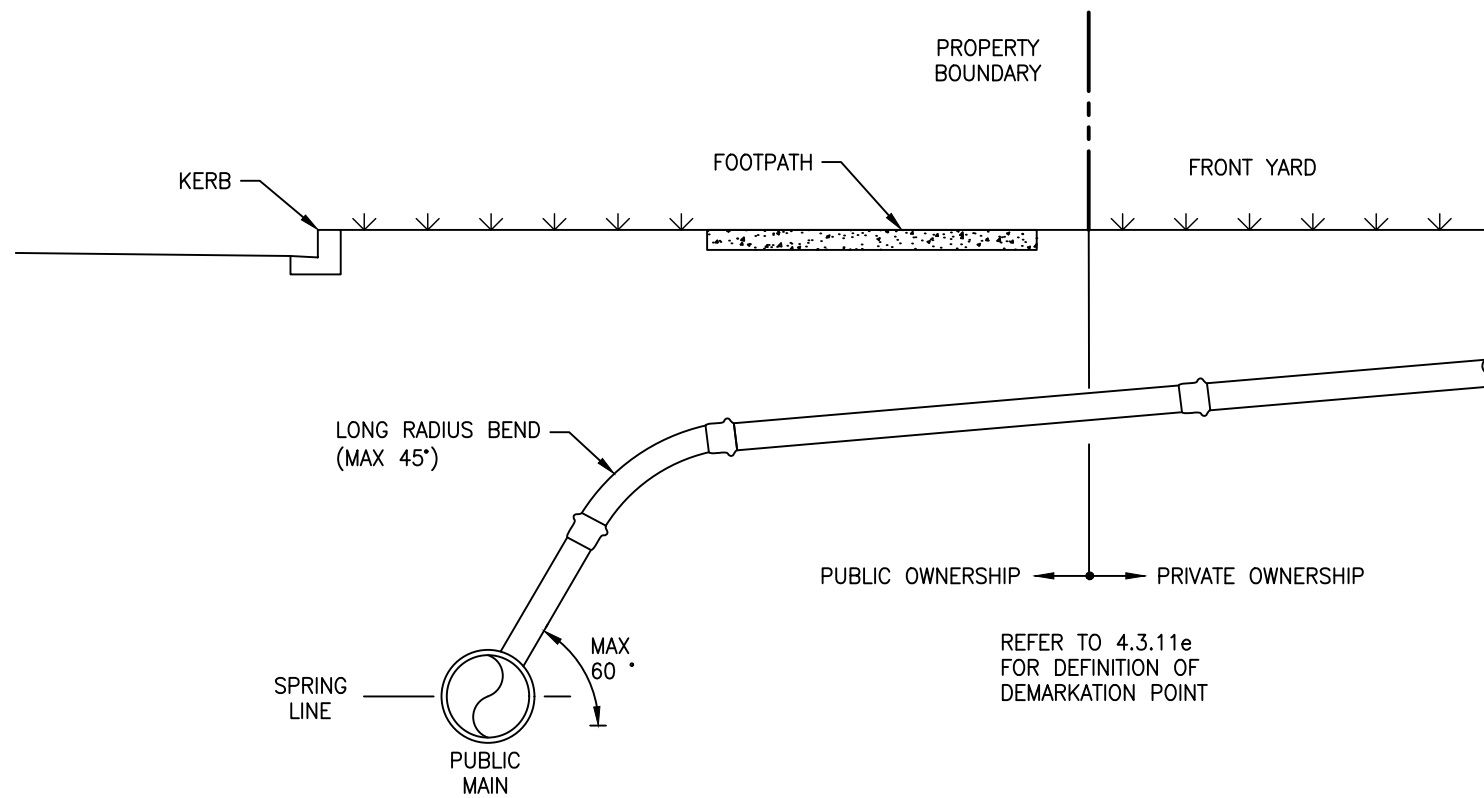 PROPERTY
BOUNDARY
FOOTPATH
FRONT YARD
KERB
LONG RADIUS BEND
(MAX 45°)
PUBLIC OWNERSHIP
PRIVATE OWNERSHIP
MAX
60 °
REFER TO 4.3.11e
FOR DEFINITION OF
DEMARKATION POINT
SPRING
LINE
PUBLIC
MAIN